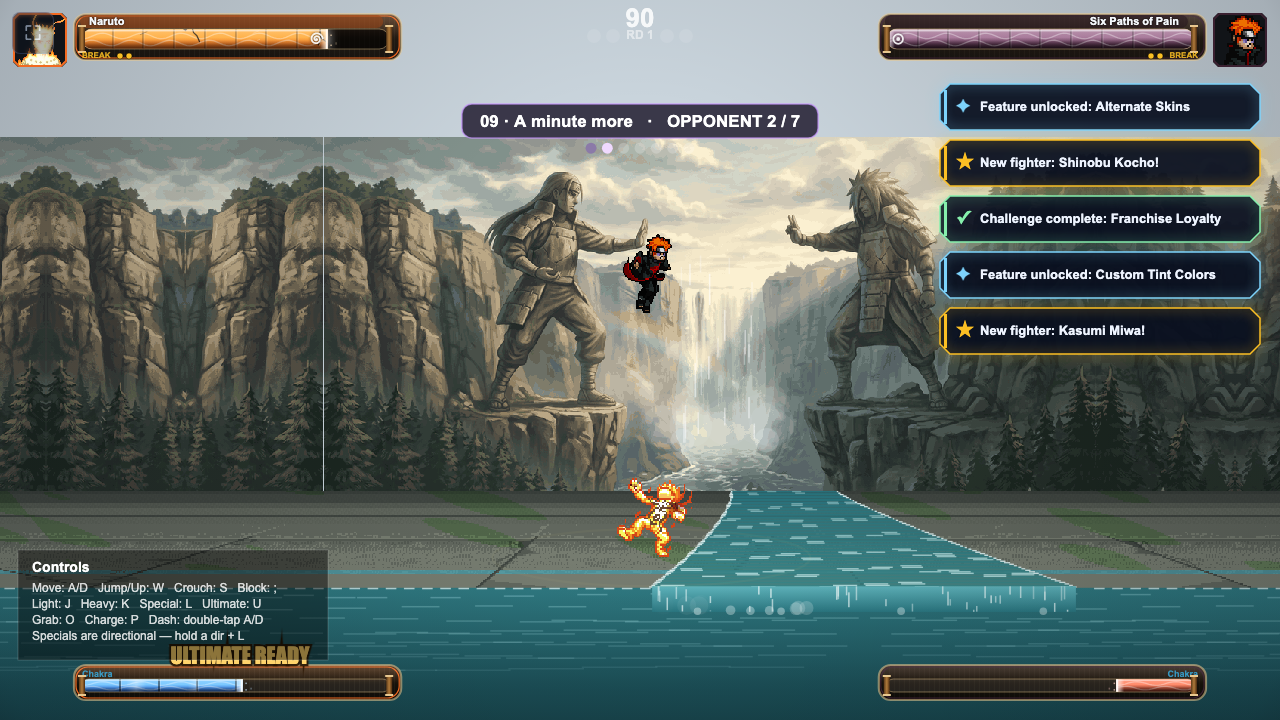 Naruto
BREAK
90
RD 1
Six Paths of Pain
BREAK
09 · A minute more · OPPONENT 2 / 7
Feature unlocked: Alternate Skins
New fighter: Shinobu Kocho!
Challenge complete: Franchise Loyalty
Feature unlocked: Custom Tint Colors
New fighter: Kasumi Miwa!
Controls
Move: A/D Jump/Up: W Crouch: S Block: ;
Light: J Heavy: K Special: L Ultimate: U
Grab: O Charge: P Dash: double-tap A/D
Specials are directional — hold a dir + L
ULTIMATE READY
Chakra
Chakra